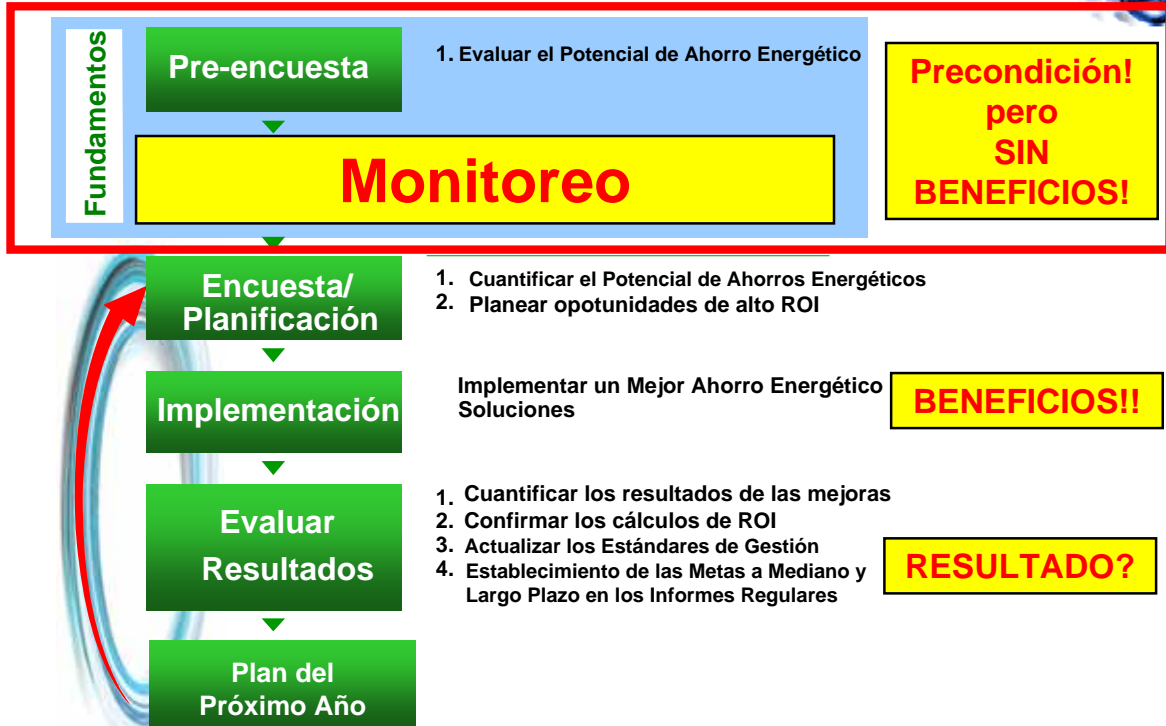 Fundamentos
Pre-encuesta
1. Evaluar el Potencial de Ahorro Energético
Precondición!
pero
SIN
BENEFICIOS!
Monitoreo
Encuesta/
Planificación
1. Cuantificar el Potencial de Ahorros Energéticos
2. Planear opotunidades de alto ROI
Implementación
Implementar un Mejor Ahorro Energético
Soluciones
BENEFICIOS!!
Evaluar
Resultados
1. Cuantificar los resultados de las mejoras
2. Confirmar los cálculos de ROI
3. Actualizar los Estándares de Gestión
4. Establecimiento de las Metas a Mediano y
Largo Plazo en los Informes Regulares
RESULTADO?
Plan del
Próximo Año